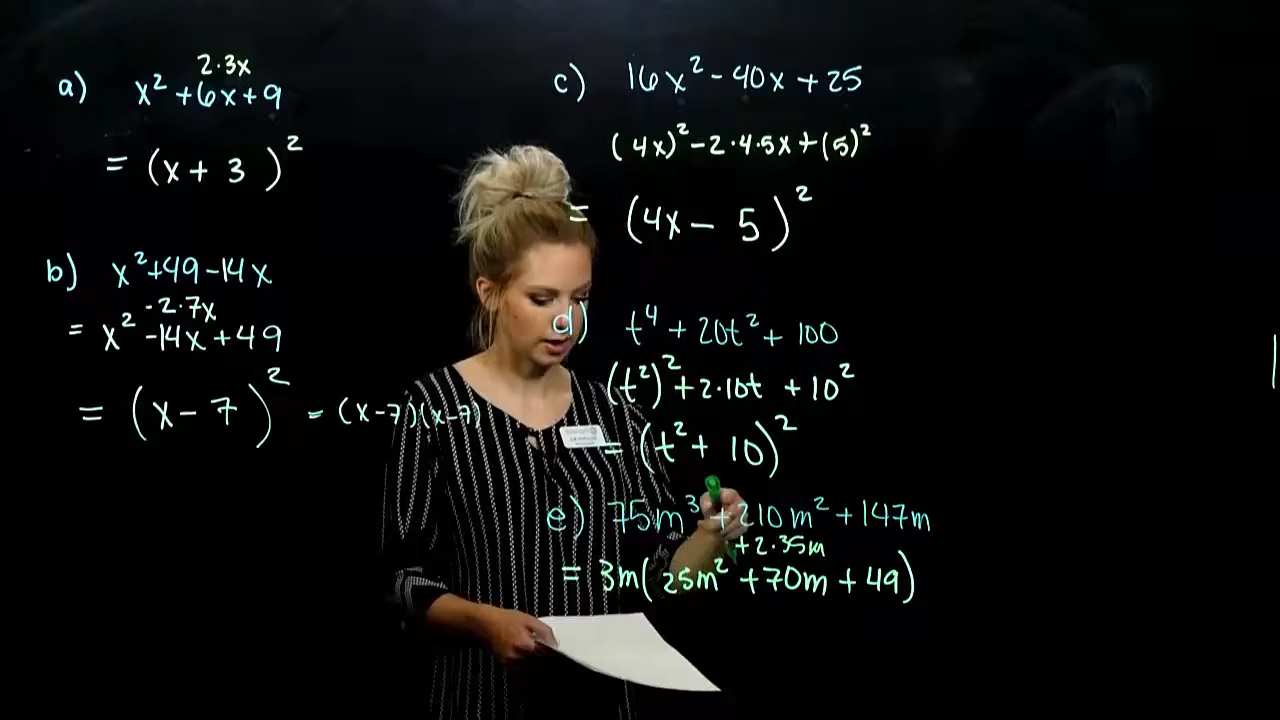 a) x² + 6x + 9
2·3x
= (x + 3)²
b) x² + 49 - 14x
-2·7x
= x² - 14x + 49
= (x - 7)² = (x-7)(x-7)
c) 16x² - 40x + 25
(4x)² - 2·4·5x + (5)²
= (4x - 5)²
d) t⁴ + 20t² + 100
(t²)² + 2·10t + 10²
= (t² + 10)²
e) 75m³ + 210m² + 147m
+2·35m
= 3m(25m² + 70m + 49)